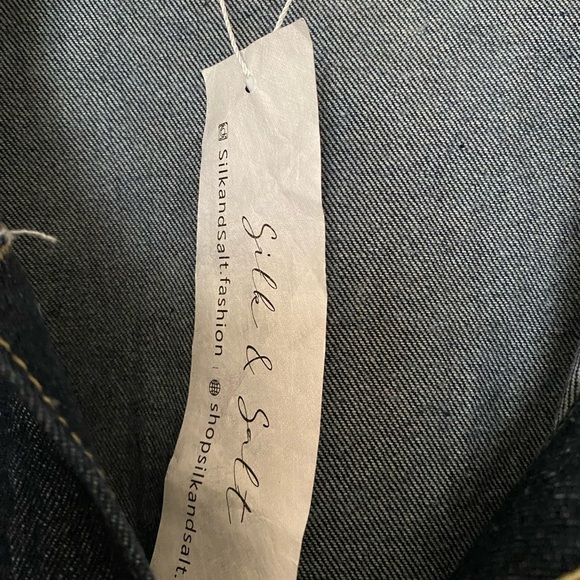 Silk & Salt
SilkandSalt.fashion | shopsilkandsalt.